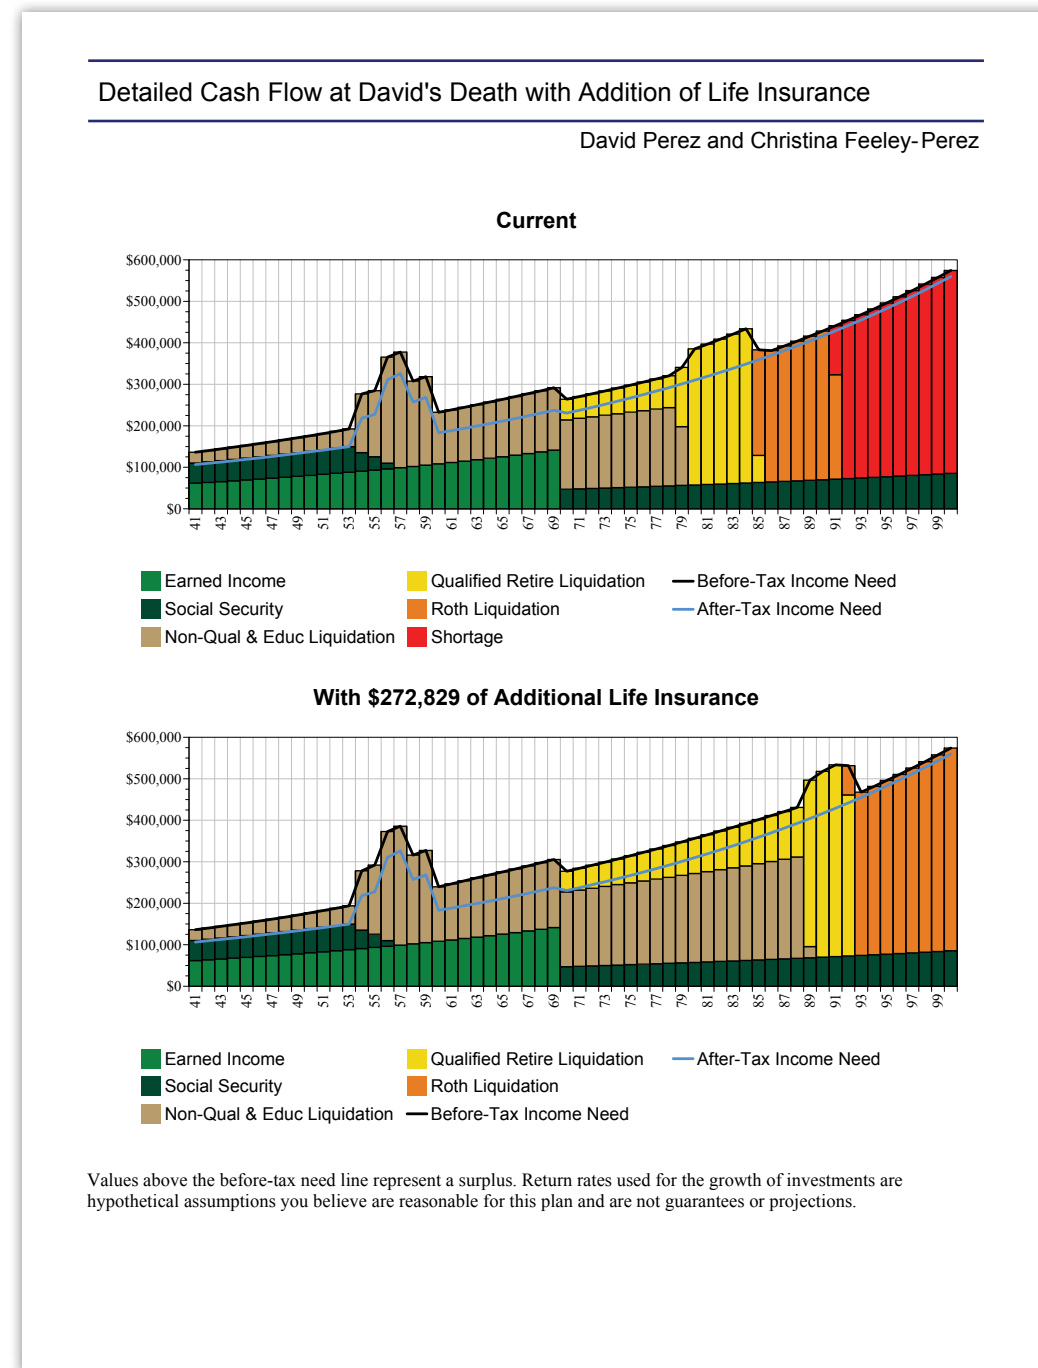 Detailed Cash Flow at David's Death with Addition of Life Insurance
David Perez and Christina Feeley-Perez
Current
$600,000
$500,000
$400,000
$300,000
$200,000
$100,000
$0
41 43 45 47 49 51 53 55 57 59 61 63 65 67 69 71 73 75 77 79 81 83 85 87 89 91 93 95 97 99
Earned Income Qualified Retire Liquidation Before-Tax Income Need
Social Security Roth Liquidation After-Tax Income Need
Non-Qual & Educ Liquidation Shortage
With $272,829 of Additional Life Insurance
$600,000
$500,000
$400,000
$300,000
$200,000
$100,000
$0
41 43 45 47 49 51 53 55 57 59 61 63 65 67 69 71 73 75 77 79 81 83 85 87 89 91 93 95 97 99
Earned Income Qualified Retire Liquidation After-Tax Income Need
Social Security Roth Liquidation
Non-Qual & Educ Liquidation Before-Tax Income Need
Values above the before-tax need line represent a surplus. Return rates used for the growth of investments are
hypothetical assumptions you believe are reasonable for this plan and are not guarantees or projections.